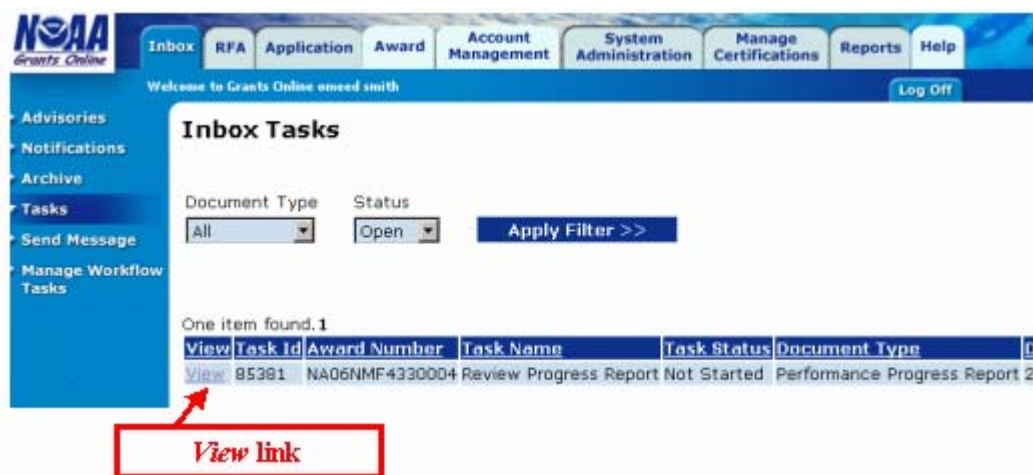 NOAA
Grants Online
Inbox RFA Application Award Account Management System Administration Manage Certifications Reports Help
Welcome to Grants Online omeed smith
Log Off
Advisories
Notifications
Archive
Tasks
Send Message
Manage Workflow
Tasks
Inbox Tasks
Document Type Status
All Open Apply Filter >>
One item found.1
View Task Id Award Number Task Name Task Status Document Type
View 85381 NA06NMF4330004 Review Progress Report Not Started Performance Progress Report 2
View link